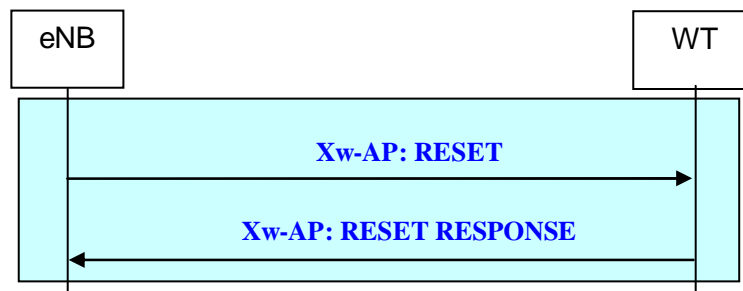 eNB
WT
Xw-AP: RESET
Xw-AP: RESET RESPONSE